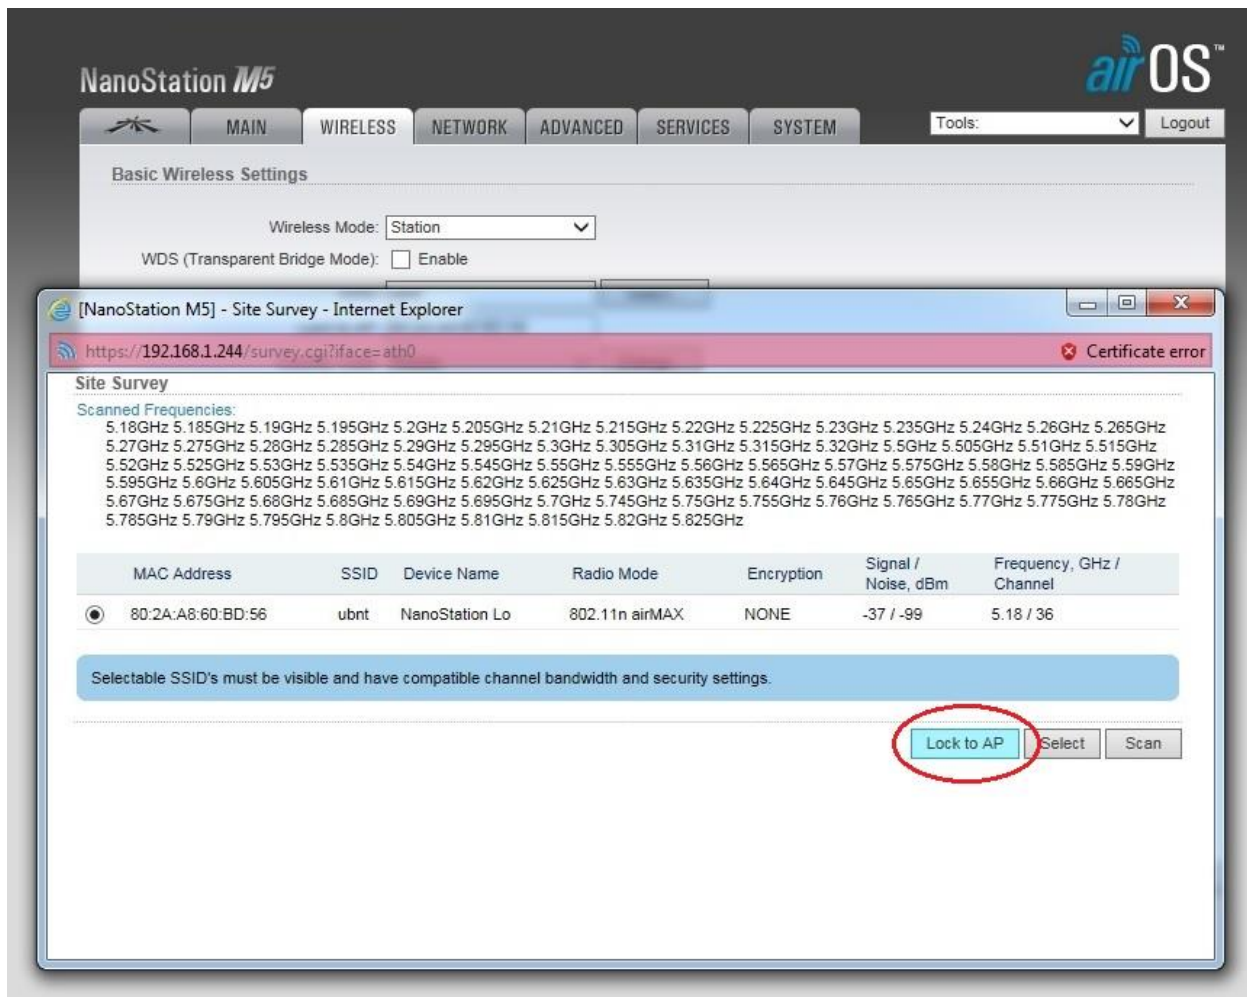 NanoStation M5
airOS™
MAIN WIRELESS NETWORK ADVANCED SERVICES SYSTEM Tools: Logout
Basic Wireless Settings
Wireless Mode: Station
WDS (Transparent Bridge Mode): Enable
[NanoStation M5] - Site Survey - Internet Explorer
https://192.168.1.244/survey.cgi?iface=ath0 Certificate error
Site Survey
Scanned Frequencies:
5.18GHz 5.185GHz 5.19GHz 5.195GHz 5.2GHz 5.205GHz 5.21GHz 5.215GHz 5.22GHz 5.225GHz 5.23GHz 5.235GHz 5.24GHz 5.26GHz 5.265GHz
5.27GHz 5.275GHz 5.28GHz 5.285GHz 5.29GHz 5.295GHz 5.3GHz 5.305GHz 5.31GHz 5.315GHz 5.32GHz 5.5GHz 5.505GHz 5.51GHz 5.515GHz
5.52GHz 5.525GHz 5.53GHz 5.535GHz 5.54GHz 5.545GHz 5.55GHz 5.555GHz 5.56GHz 5.565GHz 5.57GHz 5.575GHz 5.58GHz 5.585GHz 5.59GHz
5.595GHz 5.6GHz 5.605GHz 5.61GHz 5.615GHz 5.62GHz 5.625GHz 5.63GHz 5.635GHz 5.64GHz 5.645GHz 5.65GHz 5.655GHz 5.66GHz 5.665GHz
5.67GHz 5.675GHz 5.68GHz 5.685GHz 5.69GHz 5.695GHz 5.7GHz 5.745GHz 5.75GHz 5.755GHz 5.76GHz 5.765GHz 5.77GHz 5.775GHz 5.78GHz
5.785GHz 5.79GHz 5.795GHz 5.8GHz 5.805GHz 5.81GHz 5.815GHz 5.82GHz 5.825GHz
MAC Address SSID Device Name Radio Mode Encryption Signal / Noise, dBm Frequency, GHz / Channel
80:2A:A8:60:BD:56 ubnt NanoStation Lo 802.11n airMAX NONE -37 / -99 5.18 / 36
Selectable SSID's must be visible and have compatible channel bandwidth and security settings.
Lock to AP Select Scan